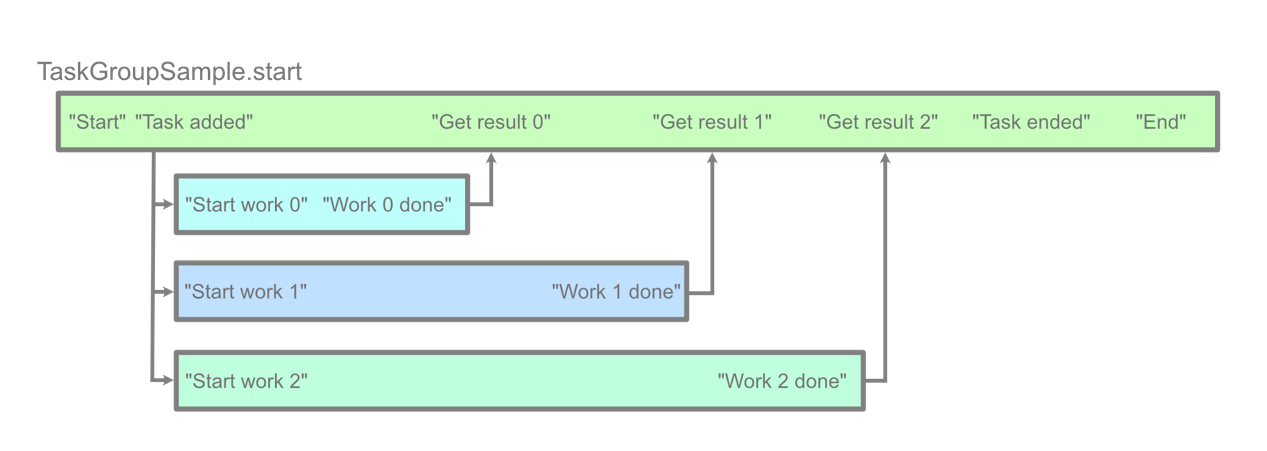 TaskGroupSample.start
"Start" "Task added" "Get result 0" "Get result 1" "Get result 2" "Task ended" "End"
"Start work 0" "Work 0 done"
"Start work 1" "Work 1 done"
"Start work 2" "Work 2 done"